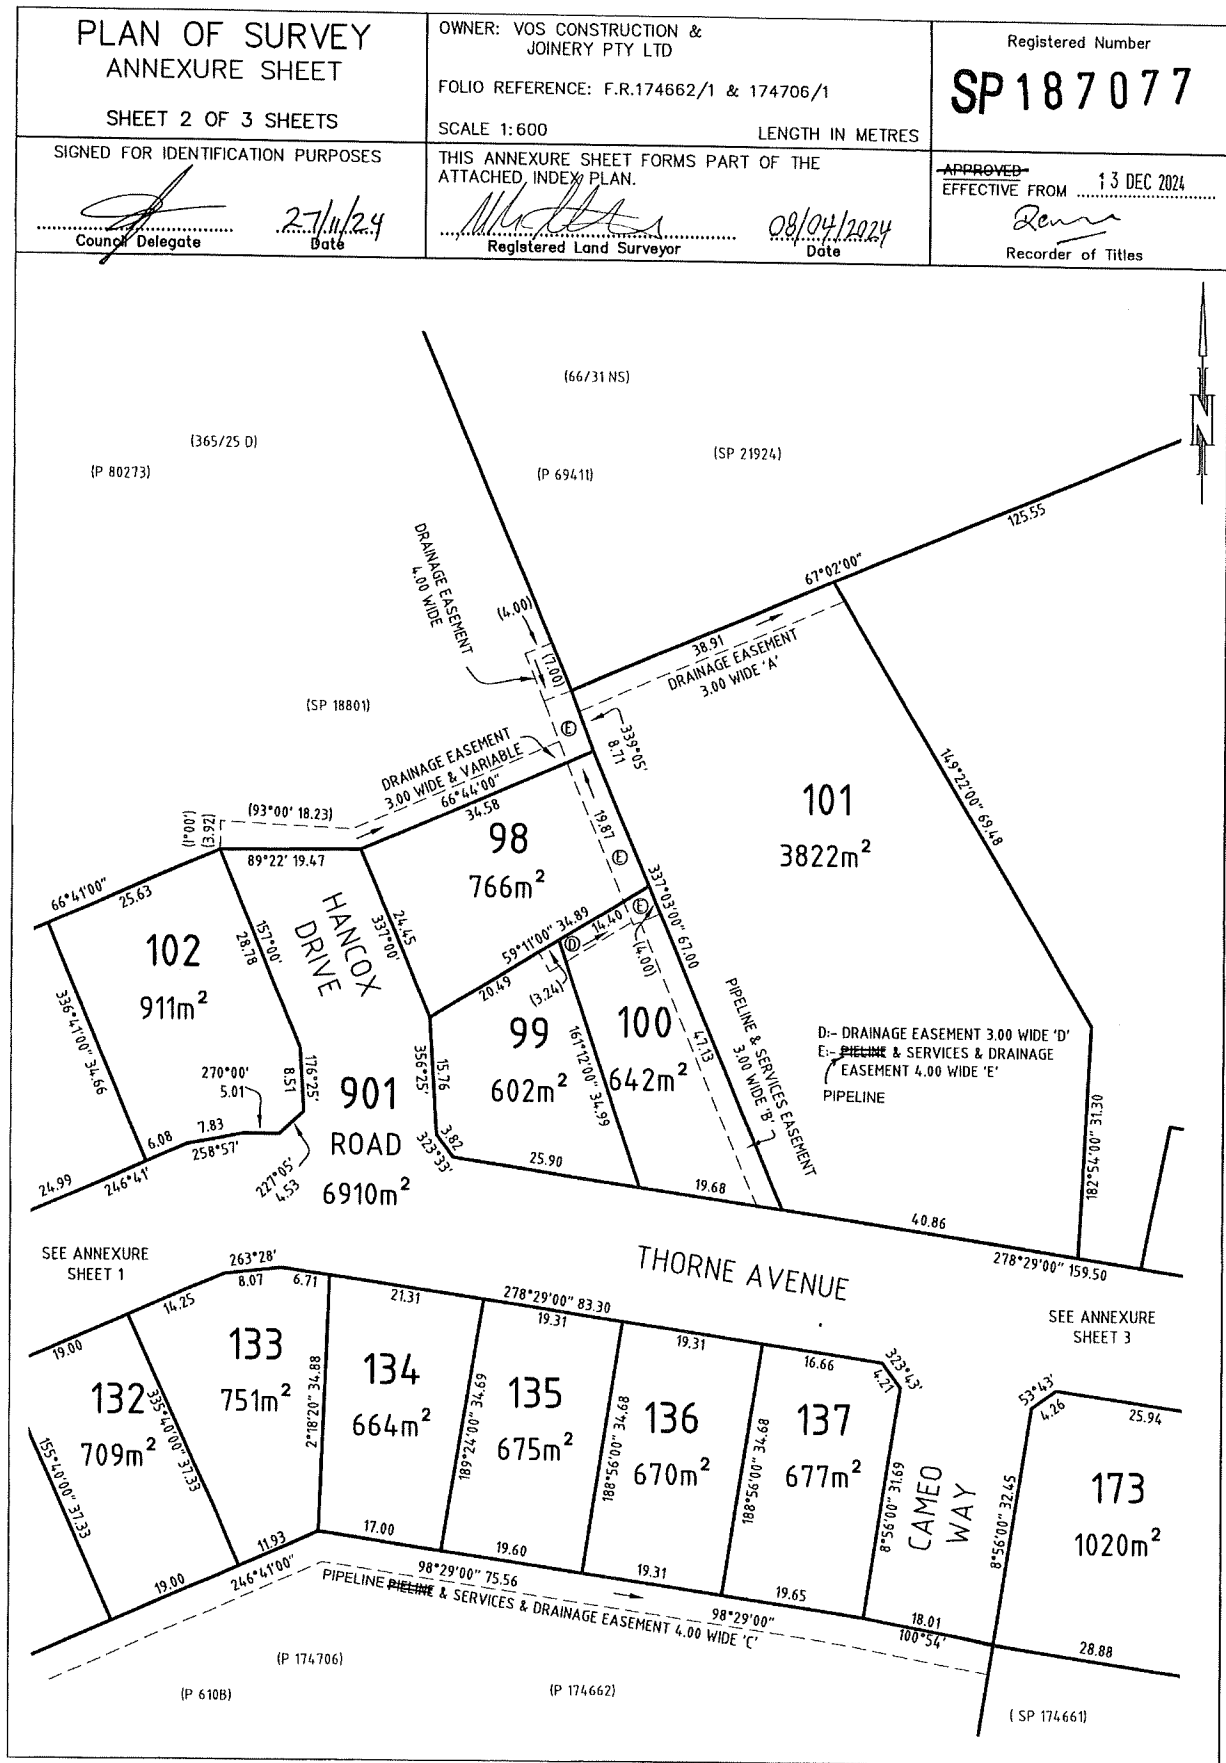 PLAN OF SURVEY
ANNEXURE SHEET
SHEET 2 OF 3 SHEETS
OWNER: VOS CONSTRUCTION &
JOINERY PTY LTD
FOLIO REFERENCE: F.R.174662/1 & 174706/1
SCALE 1:600 LENGTH IN METRES
Registered Number
SP187077
SIGNED FOR IDENTIFICATION PURPOSES
27/11/24
Council Delegate Date
THIS ANNEXURE SHEET FORMS PART OF THE
ATTACHED INDEX PLAN.
08/04/2024
Registered Land Surveyor Date
APPROVED
EFFECTIVE FROM 13 DEC 2024
Recorder of Titles
N
(66/31 NS)
(365/25 D)
(P 80273)
(P 69411)
(SP 21924)
125.55
67°02'00"
DRAINAGE EASEMENT
4.00 WIDE
(4.00)
(7.00)
38.91
DRAINAGE EASEMENT
3.00 WIDE 'A'
(SP 18801)
E
339°05'
8.71
DRAINAGE EASEMENT
3.00 WIDE & VARIABLE
66°44'00"
34.58
149°22'00" 69.48
(1°00')
(3.92)
(93°00' 18.23)
89°22' 19.47
98
766m²
19.87
E
101
3822m²
66°41'00"
25.63
102
911m²
157°00'
28.78
HANCOX
DRIVE
24.45
337°00'
59°11'00" 34.89
20.49
D
14.40
E
(4.00)
(3.24)
337°03'00" 67.00
47.13
336°41'00" 34.66
99
602m²
161°12'00" 34.99
100
642m²
PIPELINE & SERVICES EASEMENT
3.00 WIDE 'B'
D:- DRAINAGE EASEMENT 3.00 WIDE 'D'
E:- PIELINE & SERVICES & DRAINAGE
EASEMENT 4.00 WIDE 'E'
PIPELINE
182°54'00" 31.30
270°00'
5.01
176°25'
8.51
356°25'
15.76
323°33'
3.82
901
ROAD
6910m²
24.99
246°41'
6.08
7.83
258°57'
227°05'
4.53
25.90
19.68
40.86
278°29'00" 159.50
SEE ANNEXURE
SHEET 1
THORNE AVENUE
SEE ANNEXURE
SHEET 3
263°28'
8.07
6.71
14.25
19.00
21.31
278°29'00" 83.30
19.31
19.31
16.66
323°43'
4.21
53°43'
4.26
25.94
132
709m²
133
751m²
134
664m²
135
675m²
136
670m²
137
677m²
173
1020m²
155°40'00" 37.33
335°40'00" 37.33
2°18'20" 34.88
189°24'00" 34.69
188°56'00" 34.68
188°56'00" 34.68
8°56'00" 31.69
CAMEO
WAY
8°56'00" 32.45
19.00
11.93
246°41'00"
17.00
19.60
19.31
19.65
18.01
100°54'
28.88
98°29'00" 75.56
98°29'00"
PIPELINE PIELINE & SERVICES & DRAINAGE EASEMENT 4.00 WIDE 'C'
(P 174706)
(P 610B)
(P 174662)
( SP 174661)